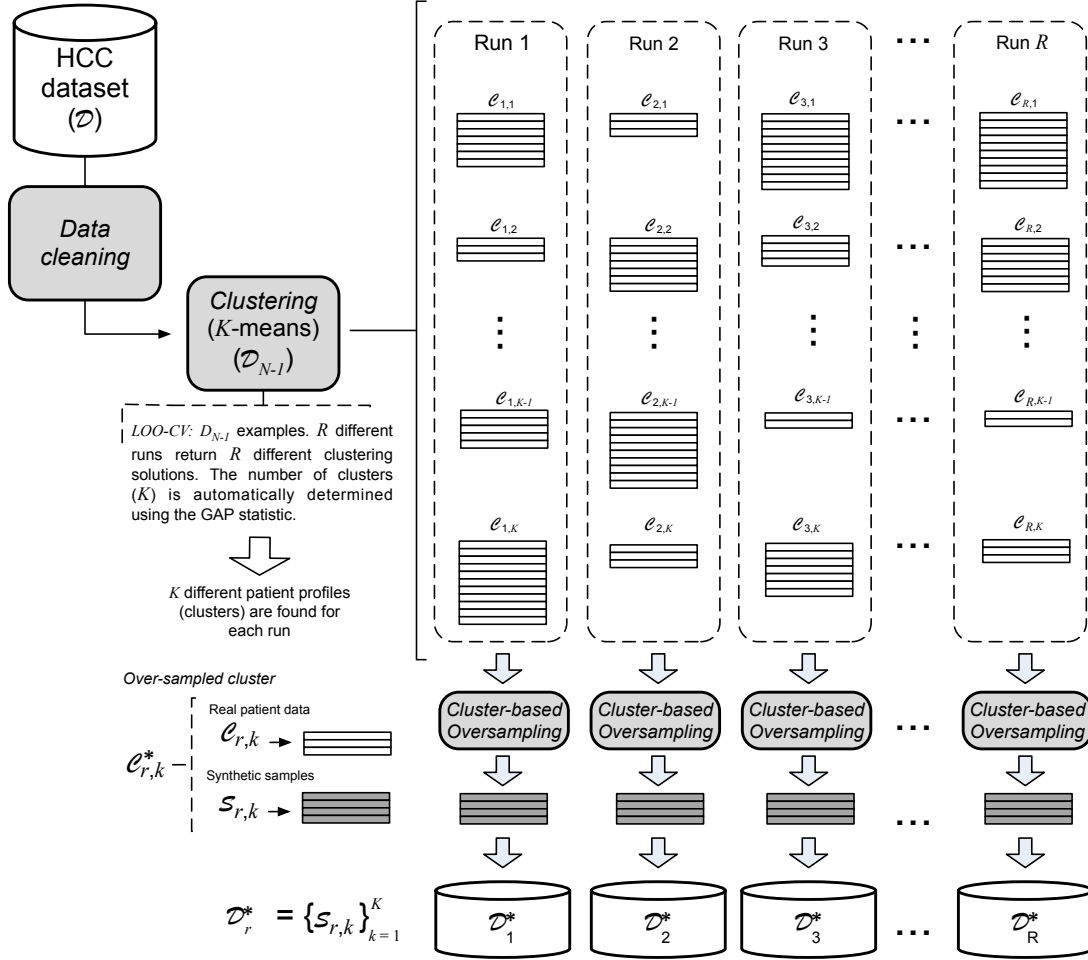 HCC
dataset
(𝒟)
Data
cleaning
Clustering
(K-means)
(𝒟N-1)
LOO-CV: DN-1 examples. R different
runs return R different clustering
solutions. The number of clusters
(K) is automatically determined
using the GAP statistic.
K different patient profiles
(clusters) are found for
each run
Run 1
Run 2
Run 3
...
Run R
𝒞1,1
𝒞2,1
𝒞3,1
...
𝒞R,1
𝒞1,2
𝒞2,2
𝒞3,2
...
𝒞R,2
𝒞1,K-1
𝒞2,K-1
𝒞3,K-1
...
𝒞R,K-1
𝒞1,K
𝒞2,K
𝒞3,K
...
𝒞R,K
Cluster-based
Oversampling
Cluster-based
Oversampling
Cluster-based
Oversampling
...
Cluster-based
Oversampling
Over-sampled cluster
Real patient data
𝒞r,k
𝒞*r,k
Synthetic samples
𝒮r,k
...
𝒟*r = {𝒮r,k}Kk=1
𝒟*1
𝒟*2
𝒟*3
...
𝒟*R